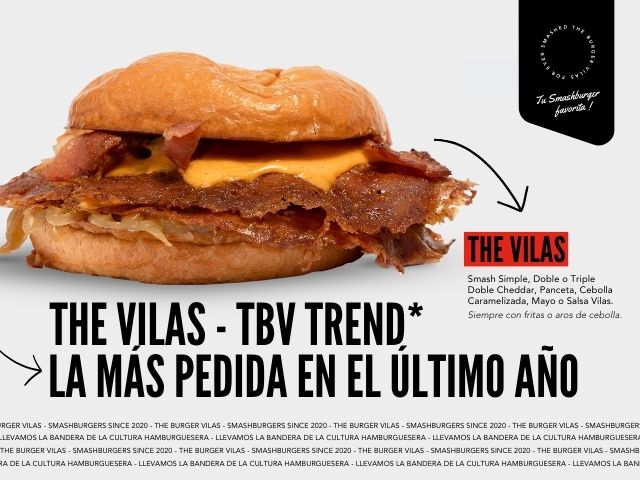 SMASHED THE BURGER VILAS FOR EVER
Tu Smashburger
favorita !
THE VILAS
Smash Simple, Doble o Triple
Doble Cheddar, Panceta, Cebolla
Caramelizada, Mayo o Salsa Vilas.
Siempre con fritas o aros de cebolla.
THE VILAS - TBV TREND*
LA MÁS PEDIDA EN EL ÚLTIMO AÑO
URGER VILAS - SMASHBURGERS SINCE 2020 - THE BURGER VILAS - SMASHBURGERS SINCE 2020 - THE BURGER VILAS - SMASHBURGERS SINCE 2020 - THE BURGER VILAS - SMASHBURGERS
LLEVAMOS LA BANDERA DE LA CULTURA HAMBURGUESERA - LLEVAMOS LA BANDERA DE LA CULTURA HAMBURGUESERA - LLEVAMOS LA BANDERA DE LA CULTURA HAMBURGUESERA
THE BURGER VILAS - SMASHBURGERS SINCE 2020 - THE BURGER VILAS - SMASHBURGERS SINCE 2020 - THE BURGER VILAS - SMASHBURGERS SINCE 2020 - THE BURGER VILAS - SMASHB
RA DE LA CULTURA HAMBURGUESERA - LLEVAMOS LA BANDERA DE LA CULTURA HAMBURGUESERA - LLEVAMOS LA BANDERA DE LA CULTURA HAMBURGUESERA - LLEVAMOS LA BAN